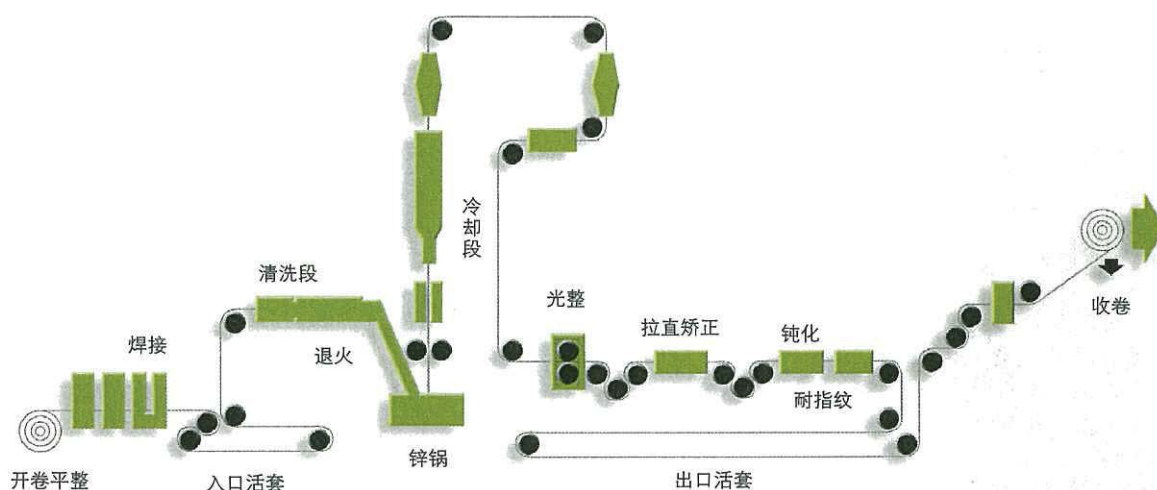 开卷平整
焊接
入口活套
清洗段
退火
锌锅
冷却段
光整
拉直矫正
钝化
耐指纹
出口活套
收卷